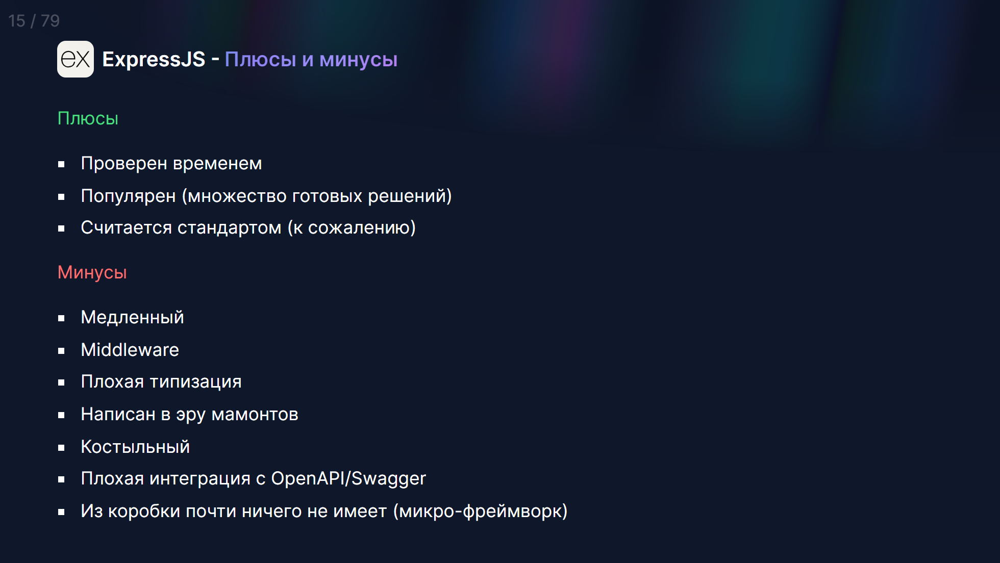 15 / 79
ex ExpressJS - Плюсы и минусы
Плюсы
Проверен временем
Популярен (множество готовых решений)
Считается стандартом (к сожалению)
Минусы
Медленный
Middleware
Плохая типизация
Написан в эру мамонтов
Костыльный
Плохая интеграция с OpenAPI/Swagger
Из коробки почти ничего не имеет (микро-фреймворк)